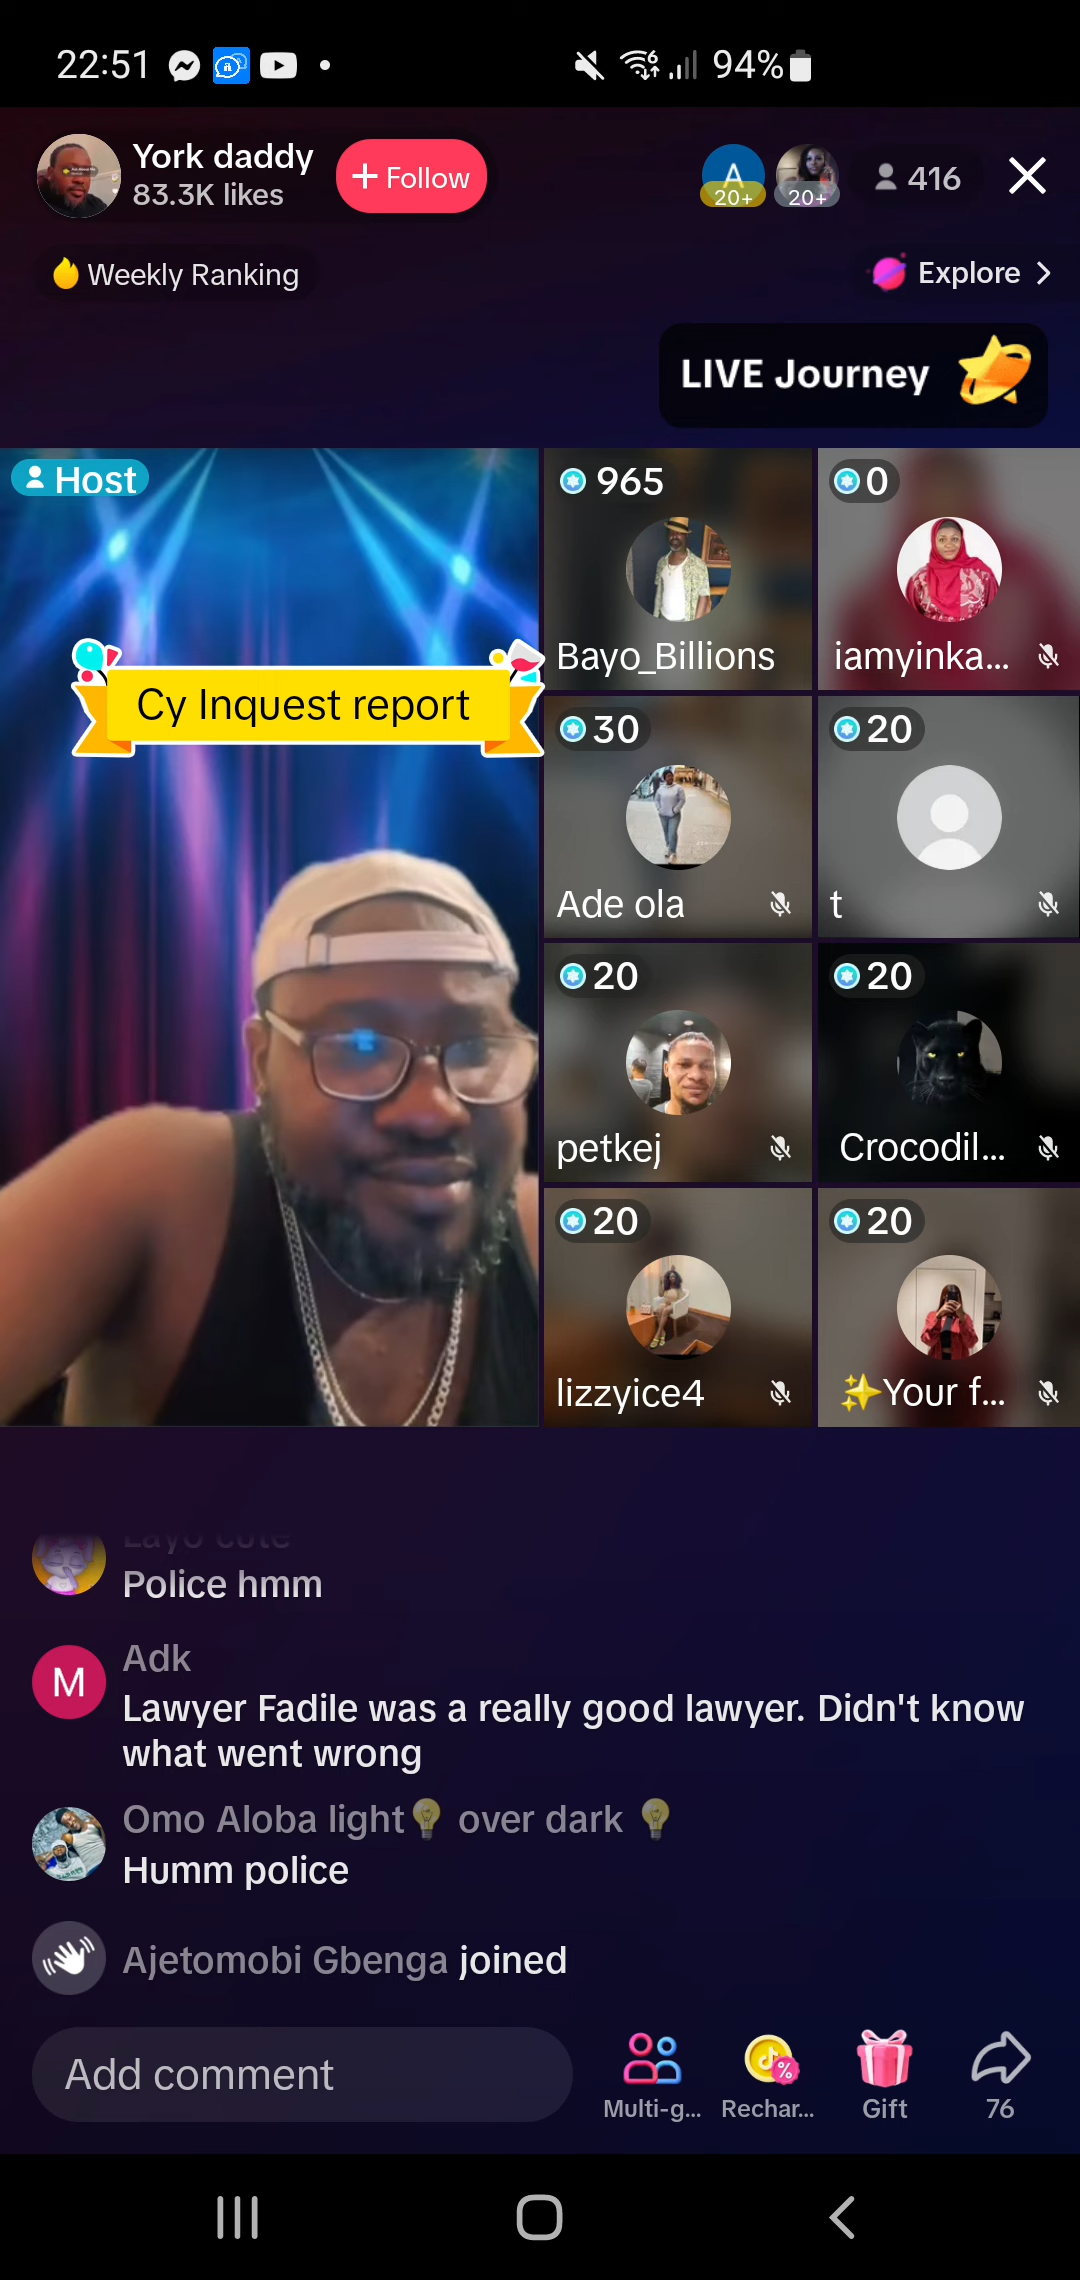 22:51
94%
York daddy
83.3K likes
+ Follow
A
20+
20+
416
Weekly Ranking
Explore >
LIVE Journey
Host
965
0
Cy Inquest report
Bayo_Billions
iamyinka...
30
20
Ade ola
t
20
20
petkej
Crocodil...
20
20
lizzyice4
✨Your f...
Layo cute
Police hmm
M
Adk
Lawyer Fadile was a really good lawyer. Didn't know
what went wrong
Omo Aloba light💡 over dark 💡
Humm police
Ajetomobi Gbenga joined
Add comment
Multi-g...
Rechar...
Gift
76